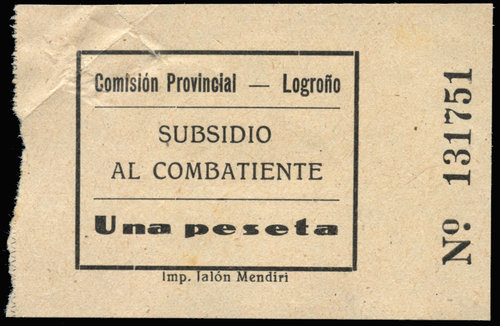 Comisión Provincial — Logroño
SUBSIDIO
AL COMBATIENTE
Una peseta
Imp. Jalón Mendiri
Nº 131751